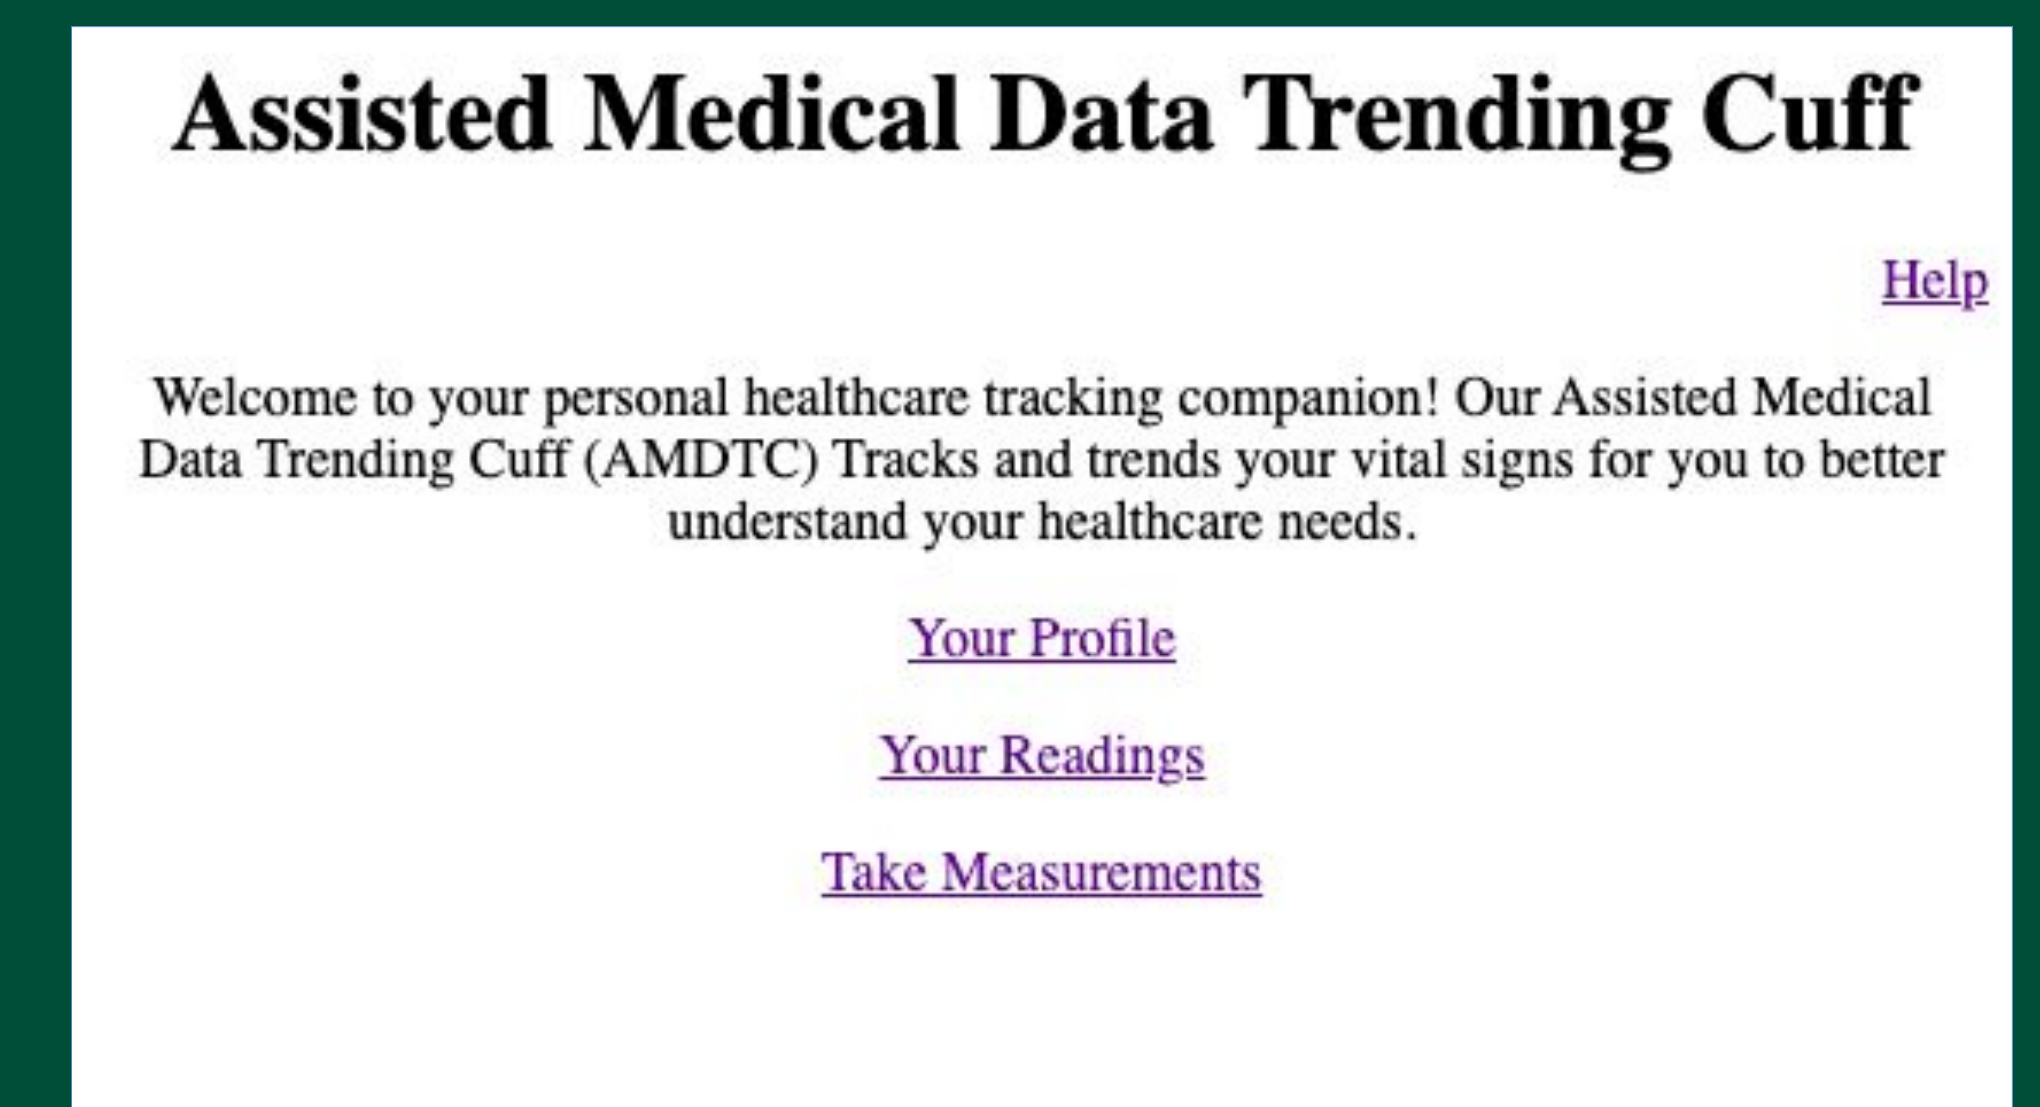 Assisted Medical Data Trending Cuff
Help
Welcome to your personal healthcare tracking companion! Our Assisted Medical
Data Trending Cuff (AMDTC) Tracks and trends your vital signs for you to better
understand your healthcare needs.
Your Profile
Your Readings
Take Measurements